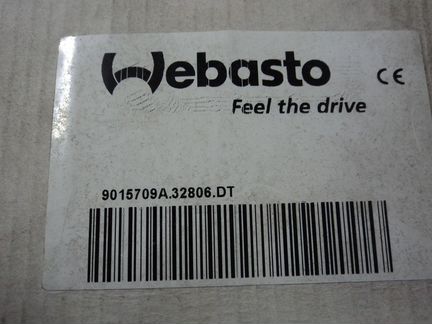 Webasto
CE
Feel the drive
9015709A.32806.DT